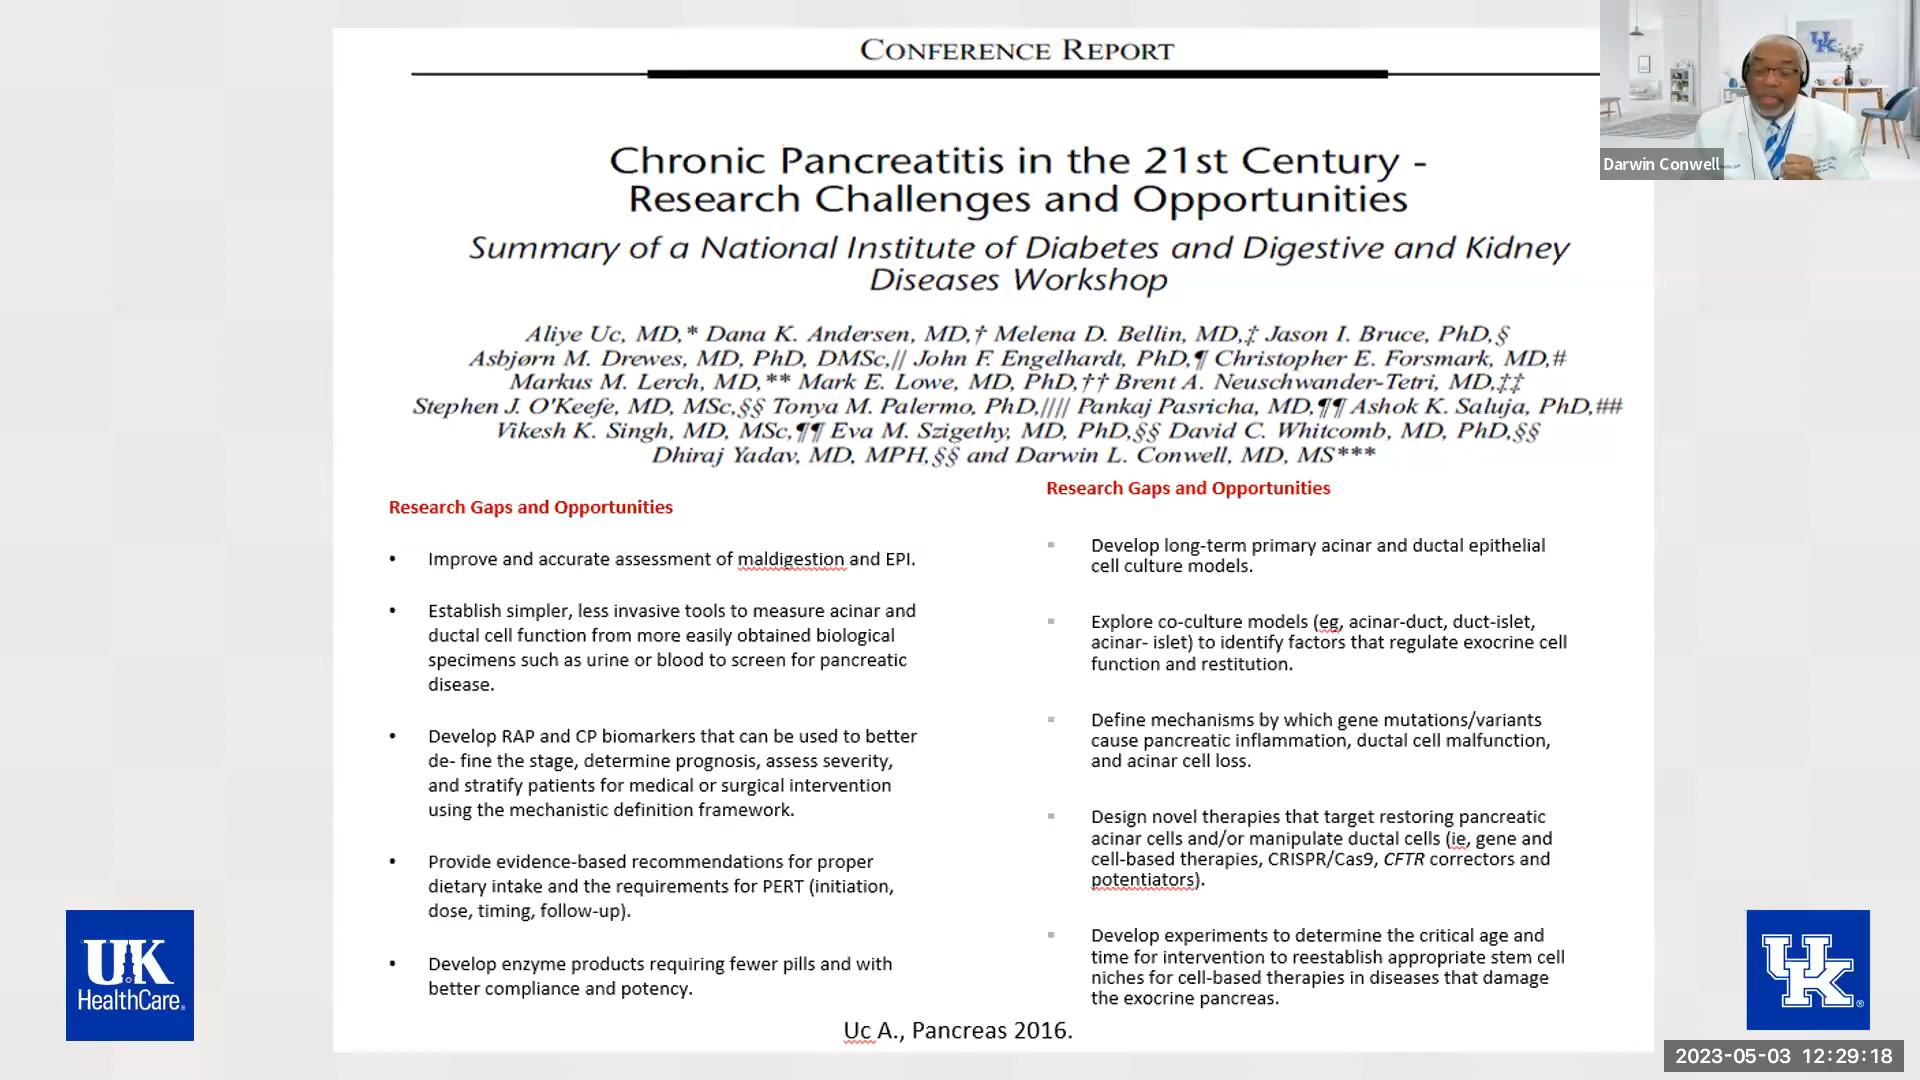 CONFERENCE REPORT
Chronic Pancreatitis in the 21st Century -
Research Challenges and Opportunities
Summary of a National Institute of Diabetes and Digestive and Kidney
Diseases Workshop
Aliye Uc, MD,* Dana K. Andersen, MD,† Melena D. Bellin, MD,‡ Jason I. Bruce, PhD,§
Asbjørn M. Drewes, MD, PhD, DMSc,|| John F. Engelhardt, PhD,¶ Christopher E. Forsmark, MD,#
Markus M. Lerch, MD,** Mark E. Lowe, MD, PhD,†† Brent A. Neuschwander-Tetri, MD,‡‡
Stephen J. O'Keefe, MD, MSc,§§ Tonya M. Palermo, PhD,|||| Pankaj Pasricha, MD,¶¶ Ashok K. Saluja, PhD,##
Vikesh K. Singh, MD, MSc,¶¶ Eva M. Szigethy, MD, PhD,§§ David C. Whitcomb, MD, PhD,§§
Dhiraj Yadav, MD, MPH,§§ and Darwin L. Conwell, MD, MS***
Research Gaps and Opportunities
• Improve and accurate assessment of maldigestion and EPI.
• Establish simpler, less invasive tools to measure acinar and
ductal cell function from more easily obtained biological
specimens such as urine or blood to screen for pancreatic
disease.
• Develop RAP and CP biomarkers that can be used to better
de- fine the stage, determine prognosis, assess severity,
and stratify patients for medical or surgical intervention
using the mechanistic definition framework.
• Provide evidence-based recommendations for proper
dietary intake and the requirements for PERT (initiation,
dose, timing, follow-up).
• Develop enzyme products requiring fewer pills and with
better compliance and potency.
Research Gaps and Opportunities
Develop long-term primary acinar and ductal epithelial
cell culture models.
Explore co-culture models (eg, acinar-duct, duct-islet,
acinar- islet) to identify factors that regulate exocrine cell
function and restitution.
Define mechanisms by which gene mutations/variants
cause pancreatic inflammation, ductal cell malfunction,
and acinar cell loss.
Design novel therapies that target restoring pancreatic
acinar cells and/or manipulate ductal cells (ie, gene and
cell-based therapies, CRISPR/Cas9, CFTR correctors and
potentiators).
Develop experiments to determine the critical age and
time for intervention to reestablish appropriate stem cell
niches for cell-based therapies in diseases that damage
the exocrine pancreas.
Uc A., Pancreas 2016.
UK
HealthCare®
UK®
UK
Darwin Conwell
2023-05-03 12:29:18